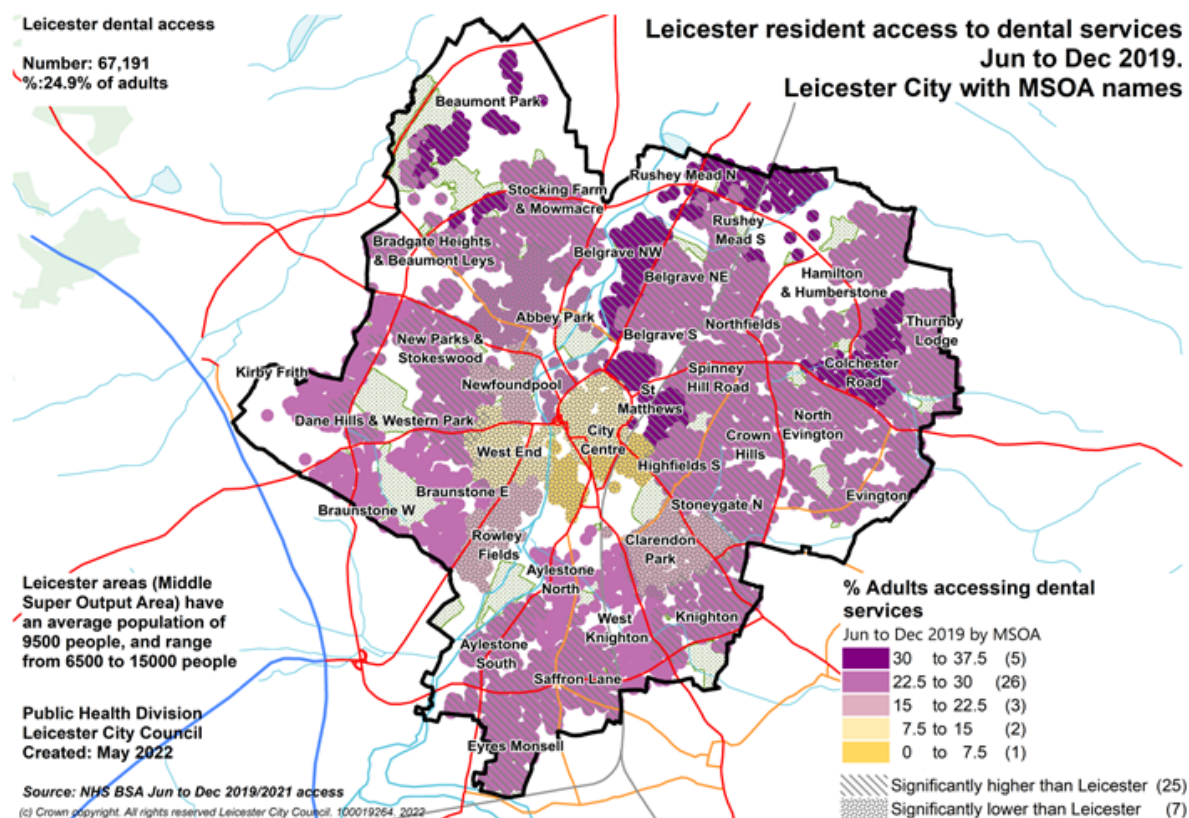 Leicester dental access
Number: 67,191
%:24.9% of adults
Leicester resident access to dental services
Jun to Dec 2019.
Leicester City with MSOA names
Beaumont Park
Rushey Mead N
Stocking Farm
& Mowmacre
Rushey
Mead S
Bradgate Heights
& Beaumont Leys
Belgrave NW
Belgrave NE
Hamilton
& Humberstone
Abbey Park
Northfields
Thurnby
Lodge
New Parks &
Stokeswood
Belgrave S
Kirby Frith
Newfoundpool
Spinney
Hill Road
Colchester
Road
St
Matthews
Dane Hills & Western Park
North
Evington
City
Centre
Crown
Hills
West End
Highfields S
Braunstone E
Evington
Braunstone W
Stoneygate N
Rowley
Fields
Clarendon
Park
Aylestone
North
West
Knighton
Knighton
Aylestone
South
Saffron Lane
Eyres Monsell
Leicester areas (Middle
Super Output Area) have
an average population of
9500 people, and range
from 6500 to 15000 people
Public Health Division
Leicester City Council
Created: May 2022
Source: NHS BSA Jun to Dec 2019/2021 access
(c) Crown copyright. All rights reserved Leicester City Council. 100019264. 2022
% Adults accessing dental
services
Jun to Dec 2019 by MSOA
30 to 37.5 (5)
22.5 to 30 (26)
15 to 22.5 (3)
7.5 to 15 (2)
0 to 7.5 (1)
Significantly higher than Leicester (25)
Significantly lower than Leicester (7)